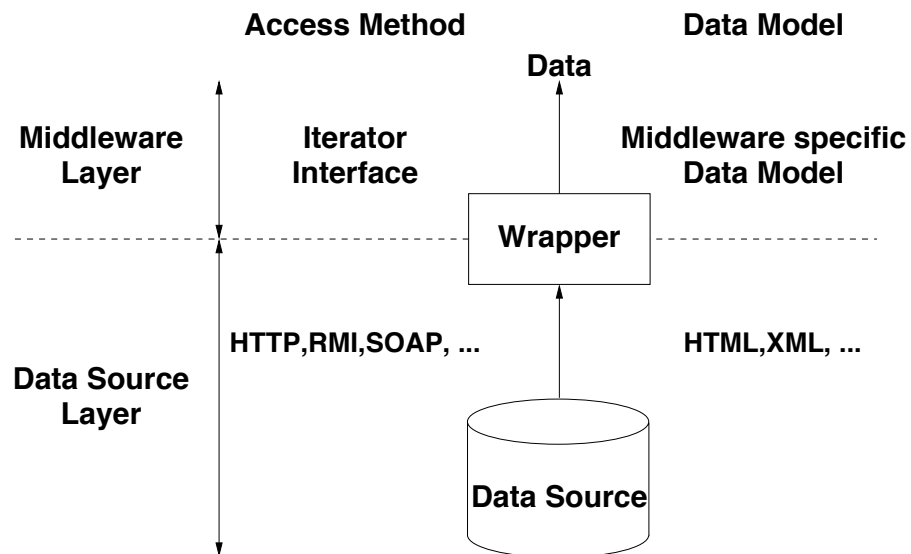 Access Method
Data Model
Data
Middleware
Layer
Iterator
Interface
Middleware specific
Data Model
Wrapper
HTTP,RMI,SOAP, ...
HTML,XML, ...
Data Source
Layer
Data Source